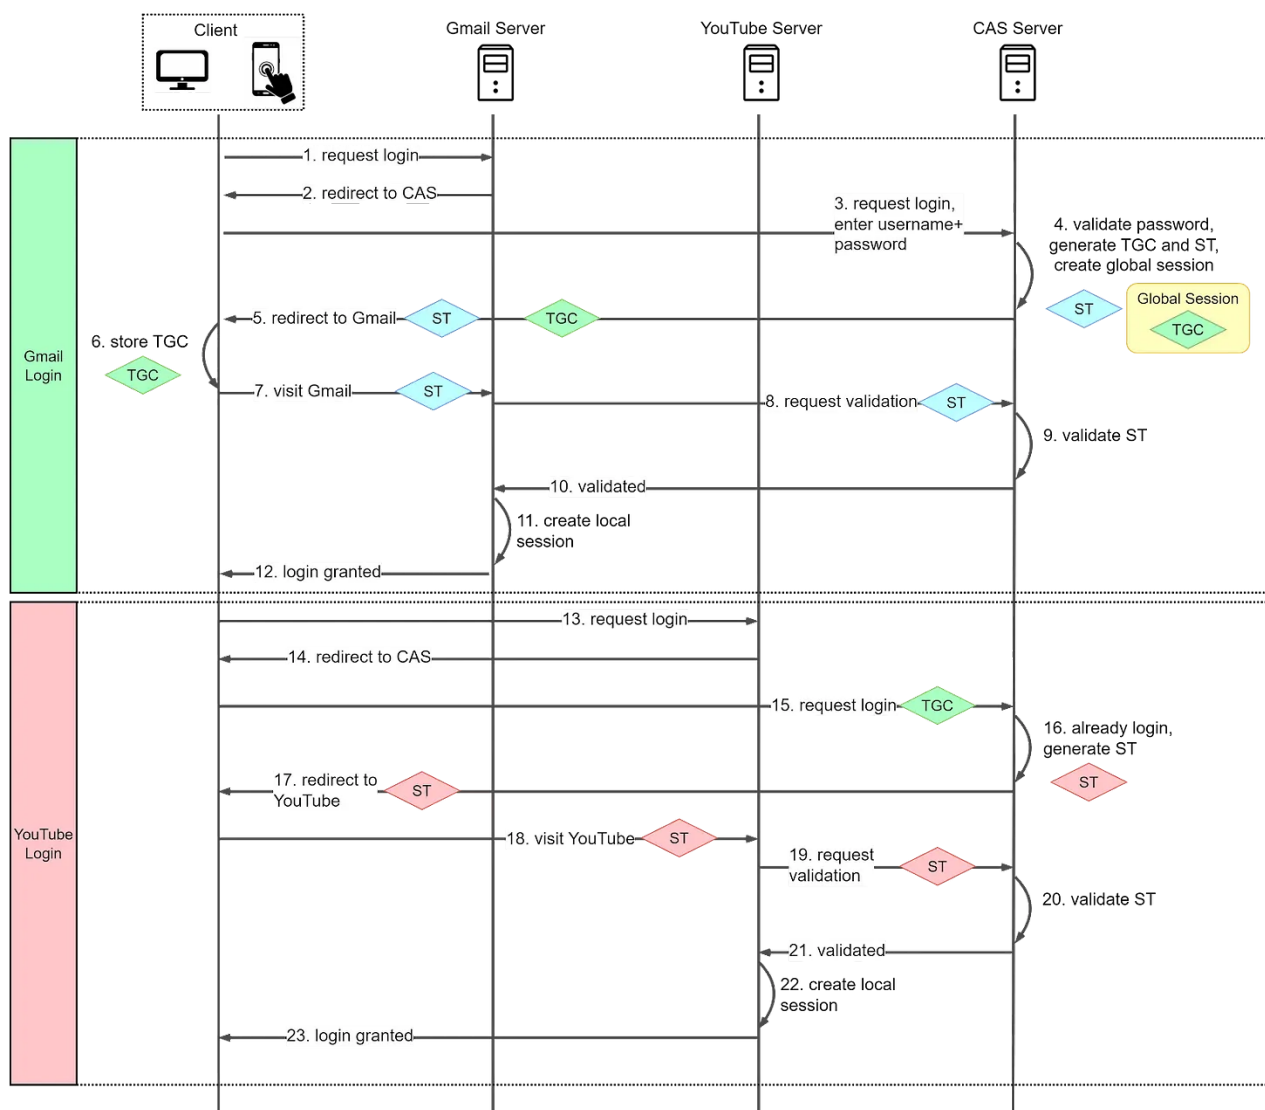 Client
Gmail Server
YouTube Server
CAS Server
Gmail
Login
1. request login
2. redirect to CAS
3. request login,
enter username+
password
4. validate password,
generate TGC and ST,
create global session
ST
Global Session
TGC
5. redirect to Gmail
ST
TGC
6. store TGC
TGC
7. visit Gmail
ST
8. request validation
ST
9. validate ST
10. validated
11. create local
session
12. login granted
YouTube
Login
13. request login
14. redirect to CAS
15. request login
TGC
16. already login,
generate ST
ST
17. redirect to
YouTube
ST
18. visit YouTube
ST
19. request
validation
ST
20. validate ST
21. validated
22. create local
session
23. login granted